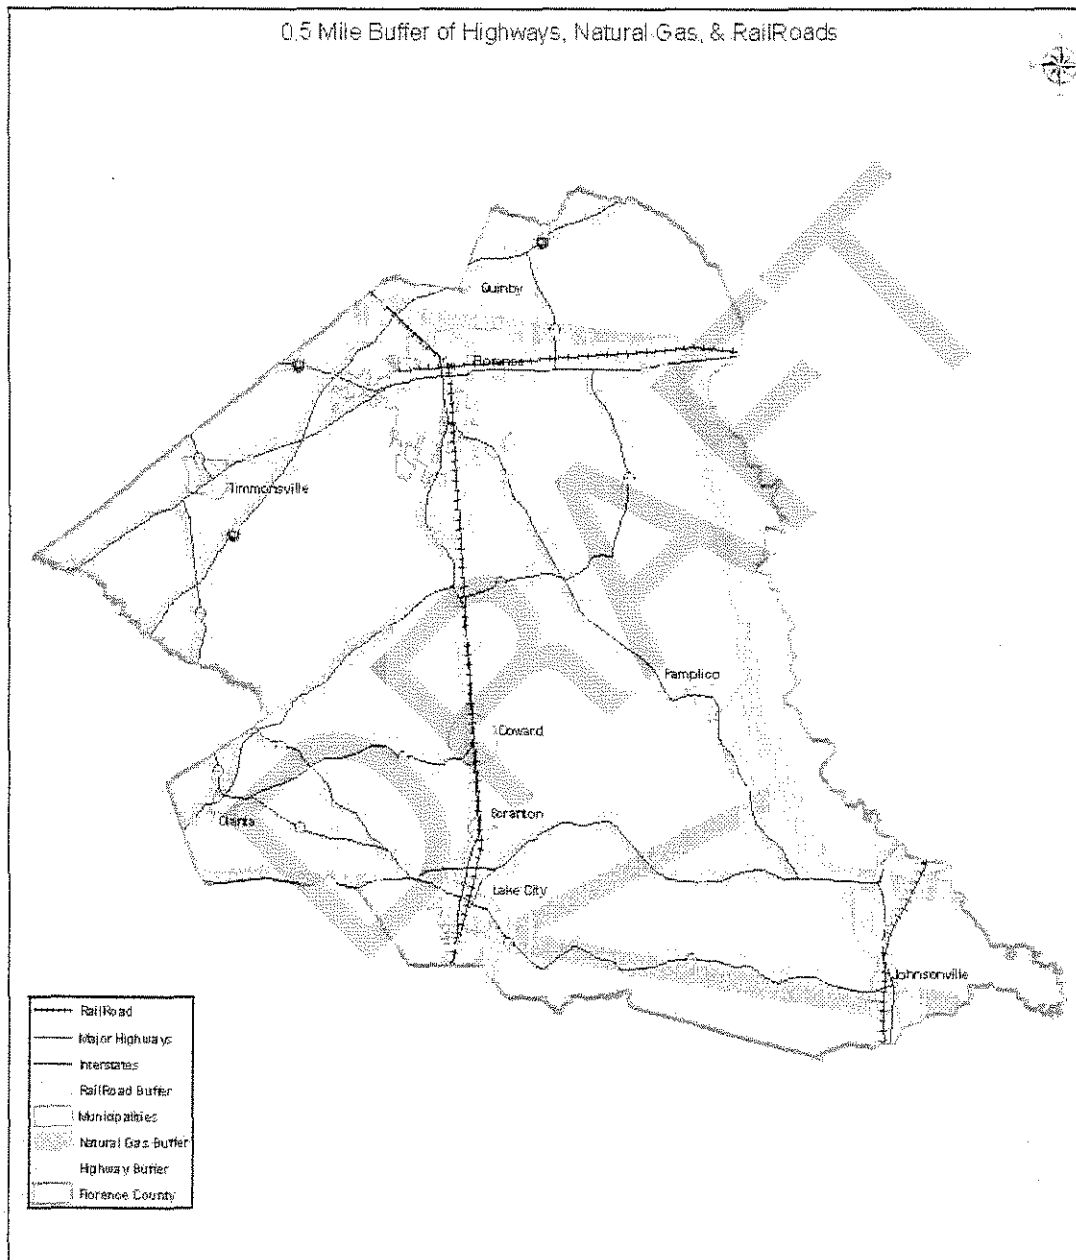 0.5 Mile Buffer of Highways, Natural Gas, & RailRoads
Quinby
Florence
Timmonsville
Pamplico
Coward
Scranton
Olanta
Lake City
Johnsonville
RailRoad
Major Highways
Interstates
RailRoad Buffer
Municipalities
Natural Gas Buffer
Highway Buffer
Florence County
DRAFT